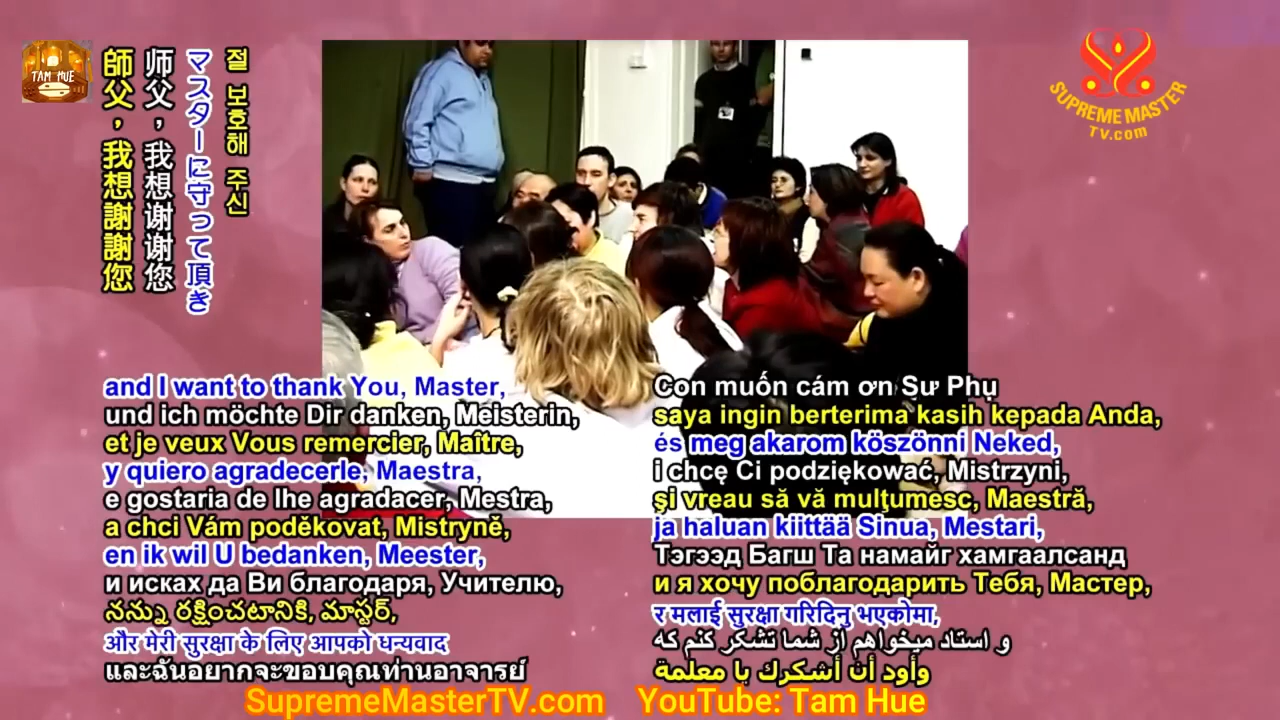 TAM HUE
師父，我想謝謝您
师父，我想谢谢您
マスターに守って頂き
절 보호해 주신
SUPREME MASTER
TV.com
and I want to thank You, Master,
und ich möchte Dir danken, Meisterin,
et je veux Vous remercier, Maître,
y quiero agradecerle, Maestra,
e gostaria de lhe agradacer, Mestra,
a chci Vám poděkovat, Mistryně,
en ik wil U bedanken, Meester,
и исках да Ви благодаря, Учителю,
నన్ను రక్షించటానికి, మాస్టర్,
और मेरी सुरक्षा के लिए आपको धन्यवाद
และฉันอยากจะขอบคุณท่านอาจารย์
Con muốn cám ơn Sư Phụ
saya ingin berterima kasih kepada Anda,
és meg akarom köszönni Neked,
i chcę Ci podziękować, Mistrzyni,
şi vreau să vă mulţumesc, Maestră,
ja haluan kiittää Sinua, Mestari,
Тэгээд Багш Та намайг хамгаалсанд
и я хочу поблагодарить Тебя, Мастер,
र मलाई सुरक्षा गरिदिनु भएकोमा,
و استاد میخواهم از شما تشکر کنم که
وأود أن أشكرك يا معلمة
SupremeMasterTV.com YouTube: Tam Hue